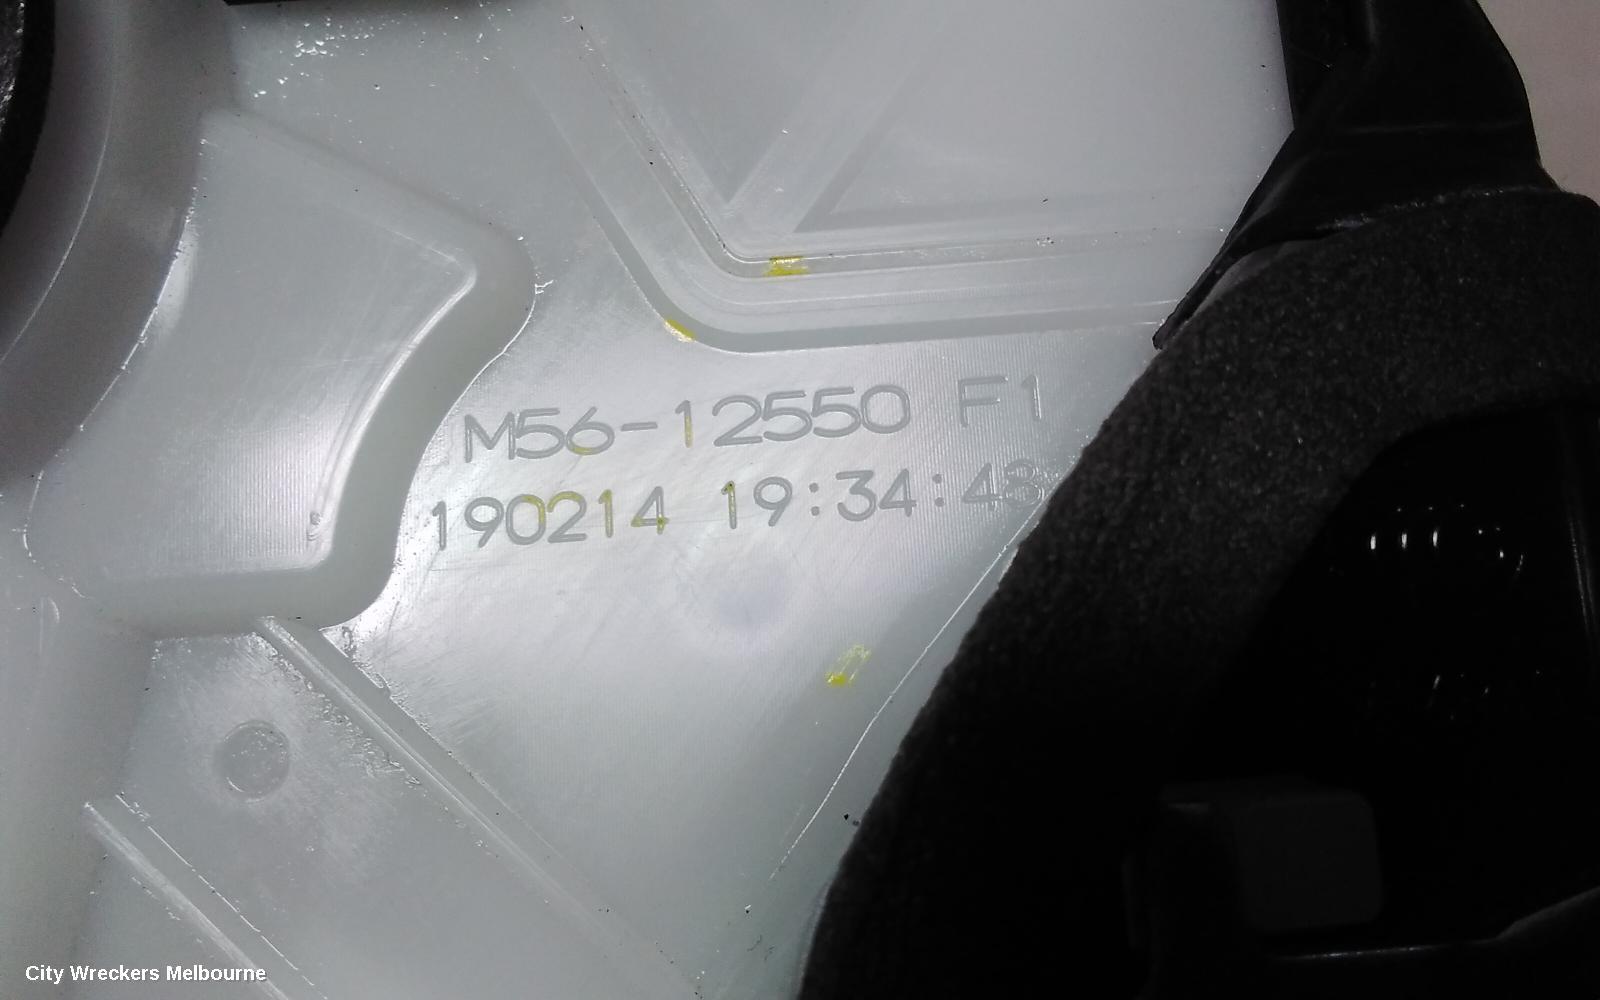 M56-12550 F1
190214 19:34:48
City Wreckers Melbourne